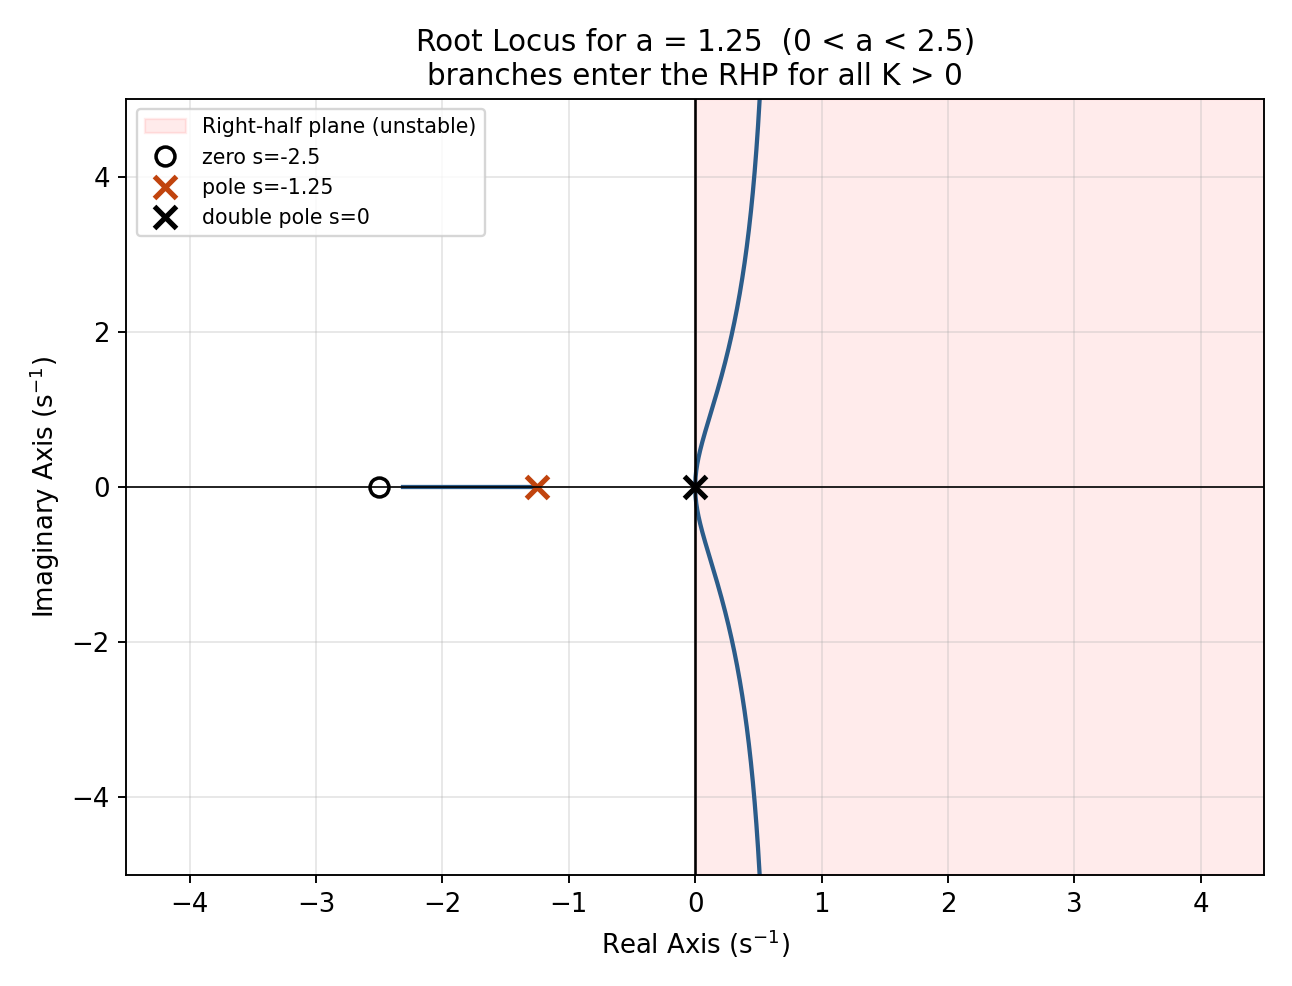 Root Locus for a = 1.25  (0 < a < 2.5)
branches enter the RHP for all K > 0
Right-half plane (unstable)
zero s=-2.5
pole s=-1.25
double pole s=0
4
2
0
−2
−4
Imaginary Axis (s⁻¹)
−4
−3
−2
−1
0
1
2
3
4
Real Axis (s⁻¹)